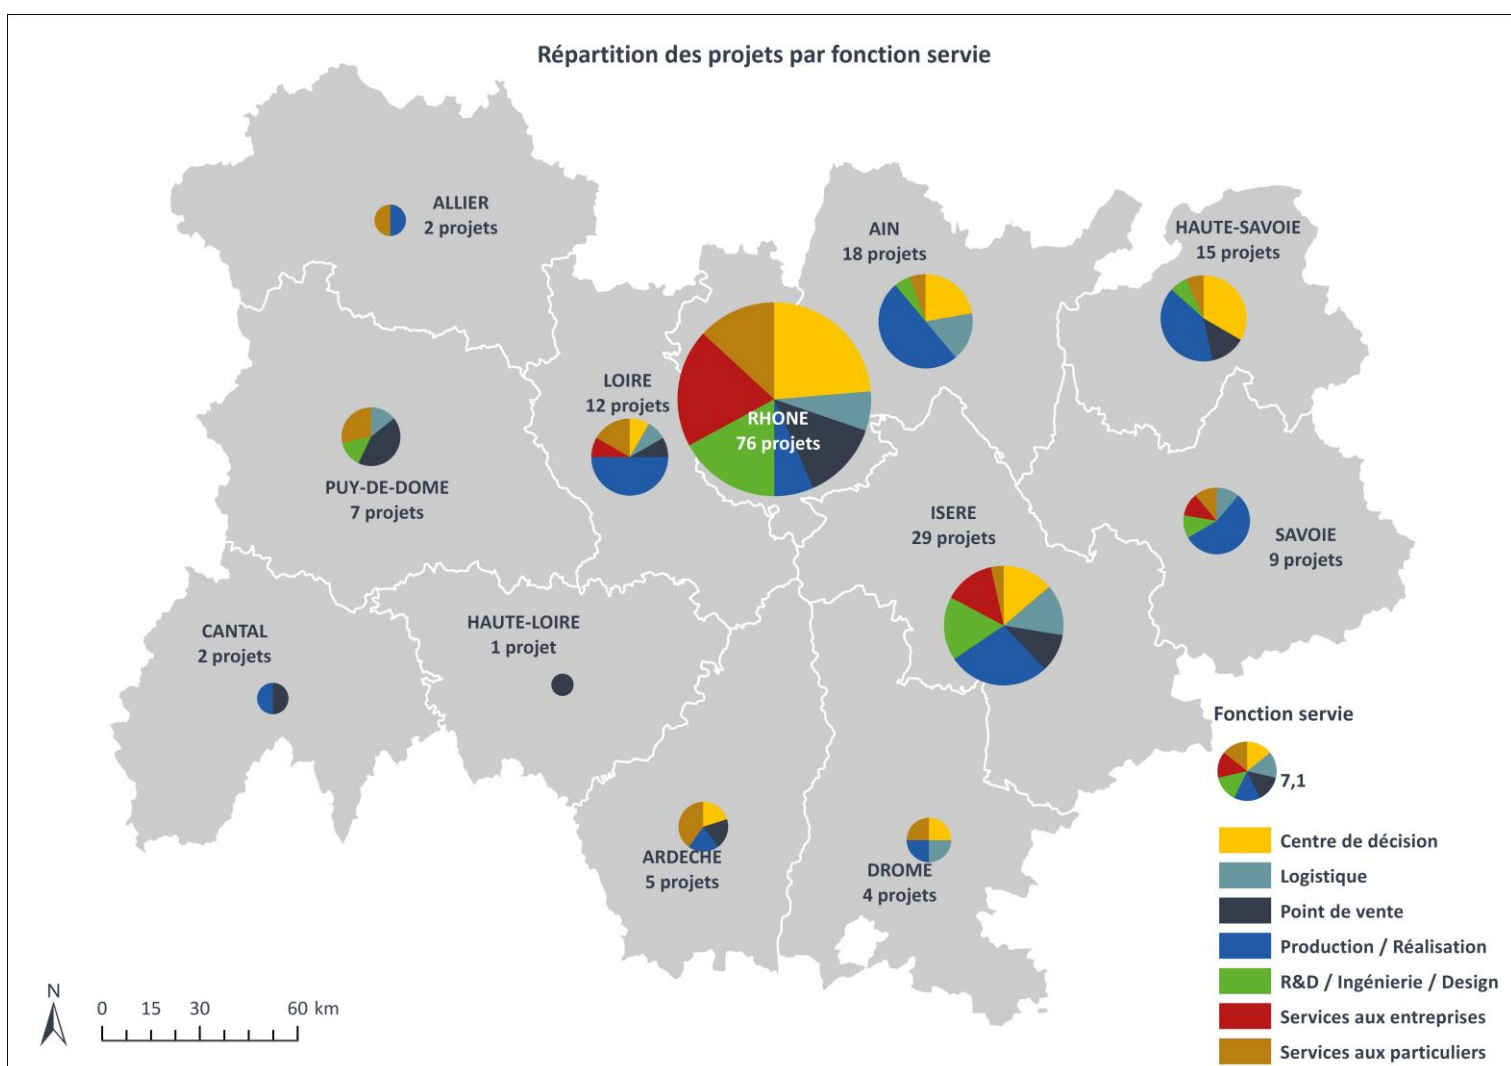 Répartition des projets par fonction servie
ALLIER
2 projets
AIN
18 projets
HAUTE-SAVOIE
15 projets
LOIRE
12 projets
RHONE
76 projets
PUY-DE-DOME
7 projets
ISERE
29 projets
SAVOIE
9 projets
CANTAL
2 projets
HAUTE-LOIRE
1 projet
ARDECHE
5 projets
DROME
4 projets
Fonction servie
7,1
Centre de décision
Logistique
Point de vente
Production / Réalisation
R&D / Ingénierie / Design
Services aux entreprises
Services aux particuliers
N
0 15 30 60 km